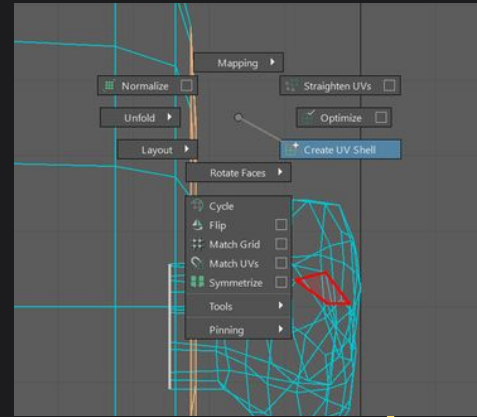 Mapping
Normalize
Straighten UVs
Unfold
Optimize
Layout
Create UV Shell
Rotate Faces
Cycle
Flip
Match Grid
Match UVs
Symmetrize
Tools
Pinning